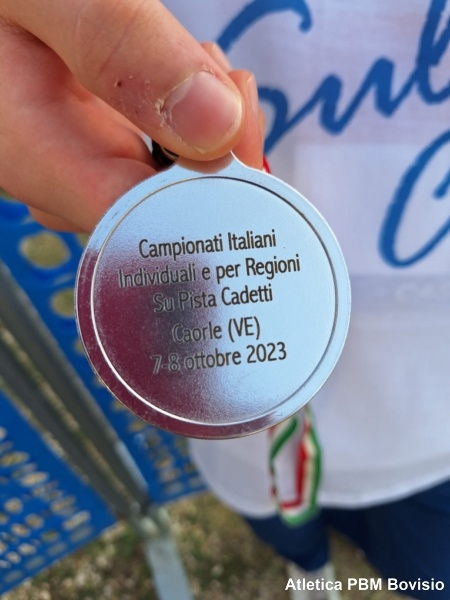 Campionati Italiani
Individuali e per Regioni
Su Pista Cadetti
Caorle (VE)
7-8 ottobre 2023
Atletica PBM Bovisio